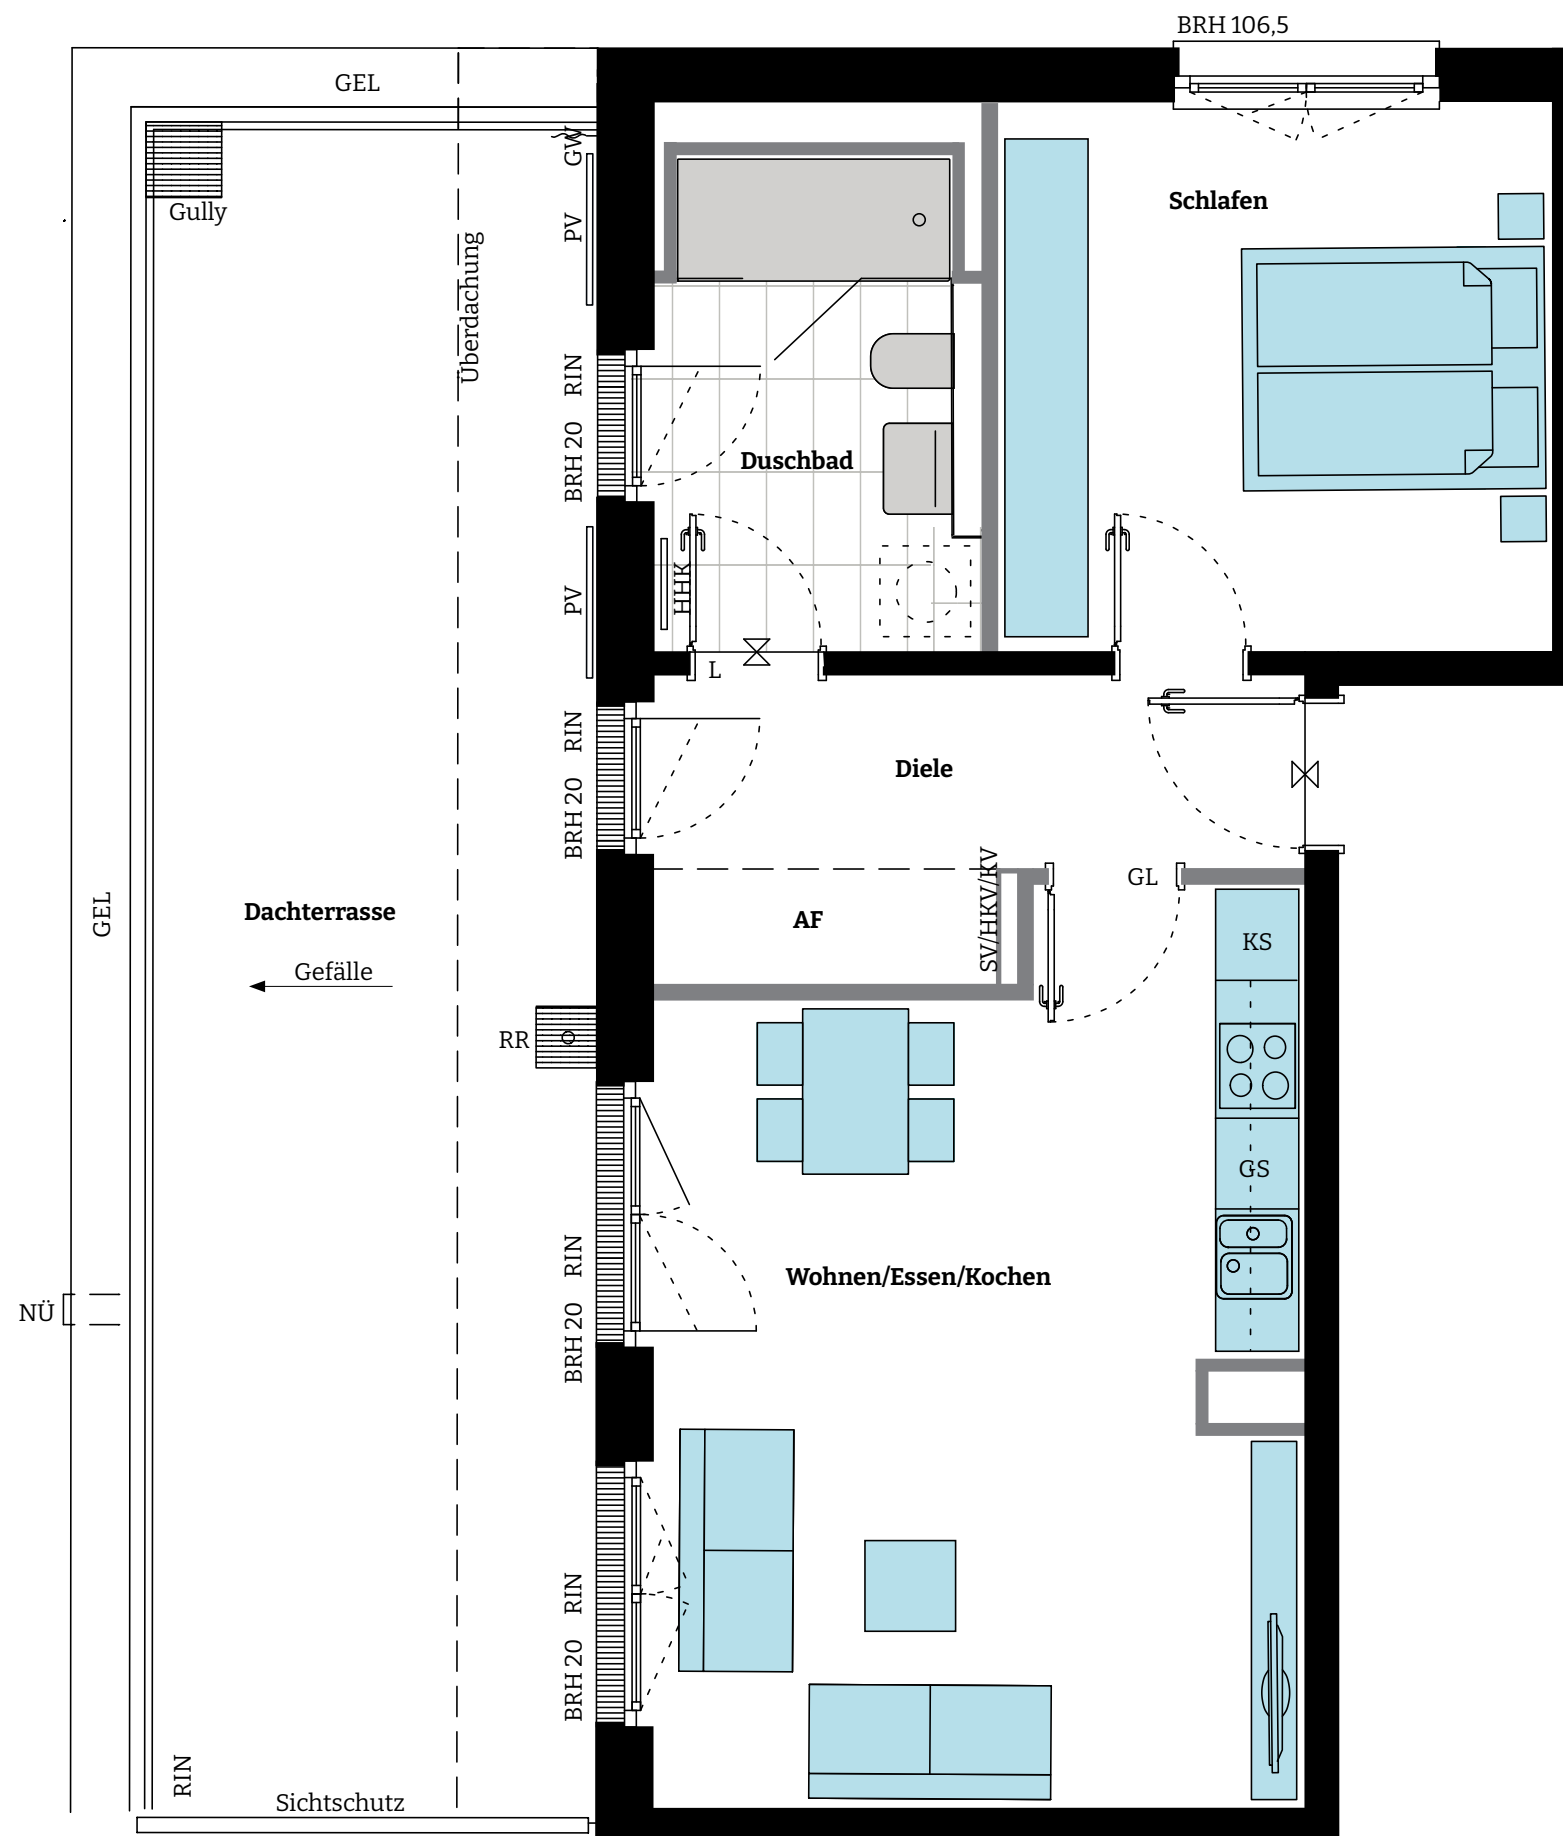 BRH 106,5
GEL
GW
Gully
PV
Schlafen
Überdachung
RIN
BRH 20
Duschbad
PV
HHK
L
RIN
BRH 20
Diele
SV/HKV/KV
GL
GEL
Dachterrasse
AF
KS
Gefälle
RR
GS
RIN
BRH 20
Wohnen/Essen/Kochen
NÜ
RIN
BRH 20
RIN
Sichtschutz